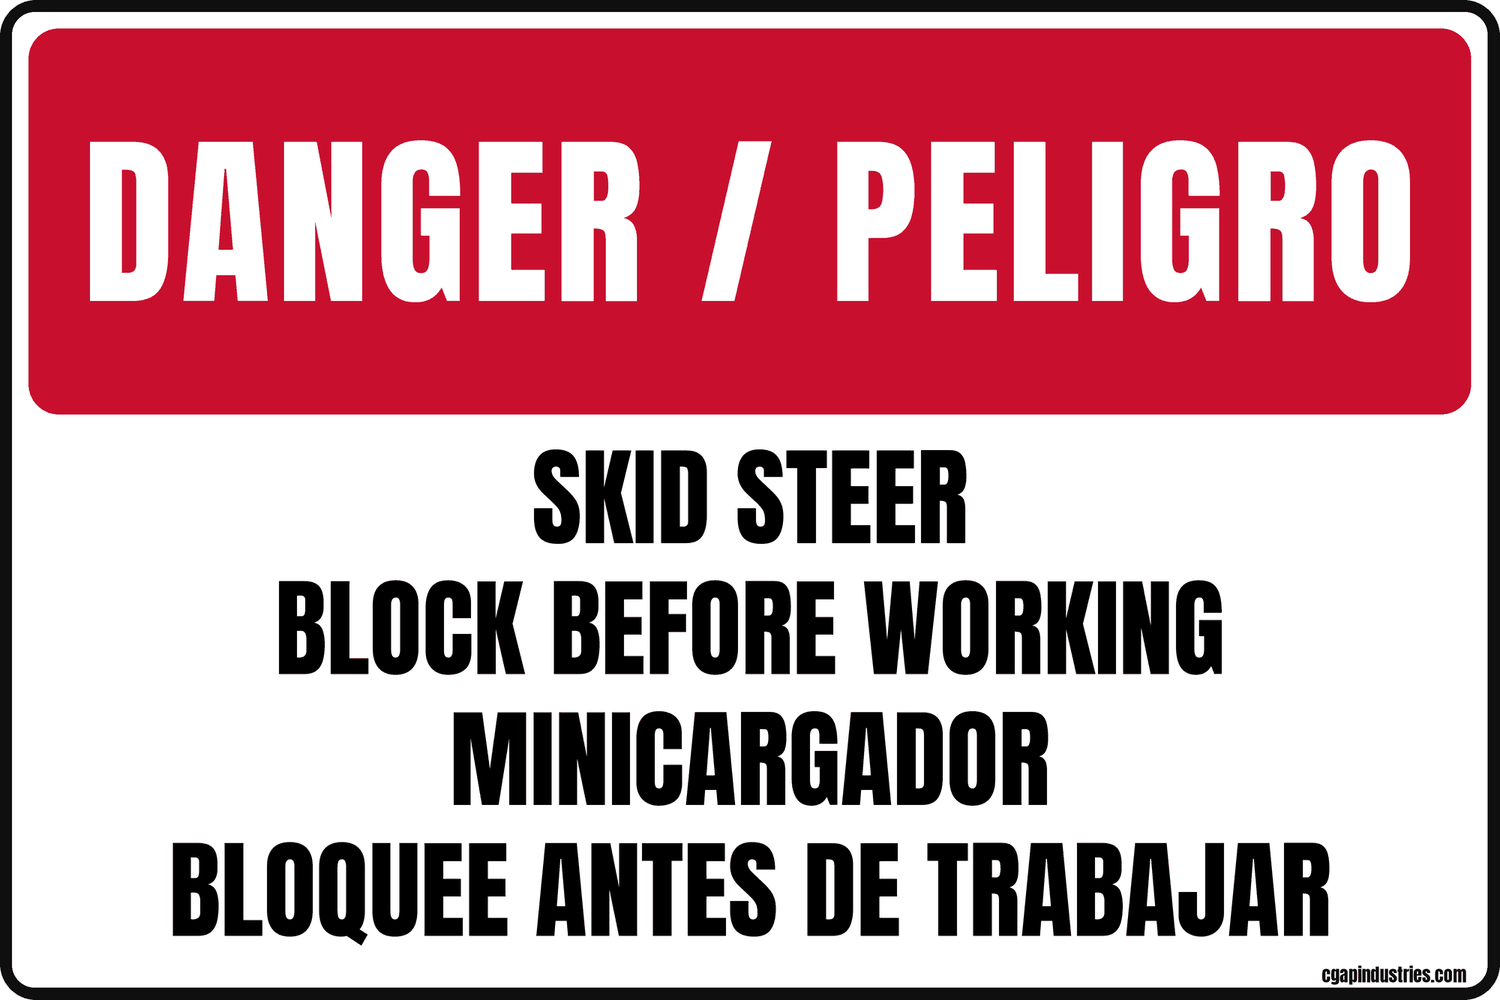 DANGER / PELIGRO
SKID STEER
BLOCK BEFORE WORKING
MINICARGADOR
BLOQUEE ANTES DE TRABAJAR
cgapindustries.com